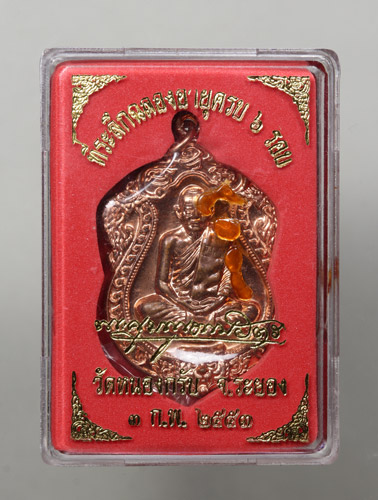 ที่ระลึกฉลองอายุครบ ๖ รอบ
วัดหนองกรับ จ.ระยอง
๓ ก.พ. ๒๕๕๓